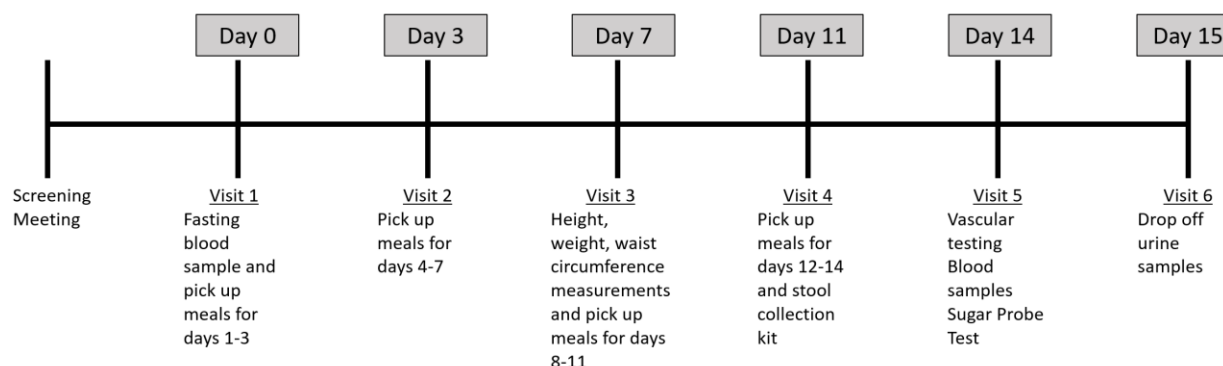 Day 0
Day 3
Day 7
Day 11
Day 14
Day 15
Screening
Meeting
Visit 1
Fasting
blood
sample and
pick up
meals for
days 1-3
Visit 2
Pick up
meals for
days 4-7
Visit 3
Height,
weight, waist
circumference
measurements
and pick up
meals for days
8-11
Visit 4
Pick up
meals for
days 12-14
and stool
collection
kit
Visit 5
Vascular
testing
Blood
samples
Sugar Probe
Test
Visit 6
Drop off
urine
samples